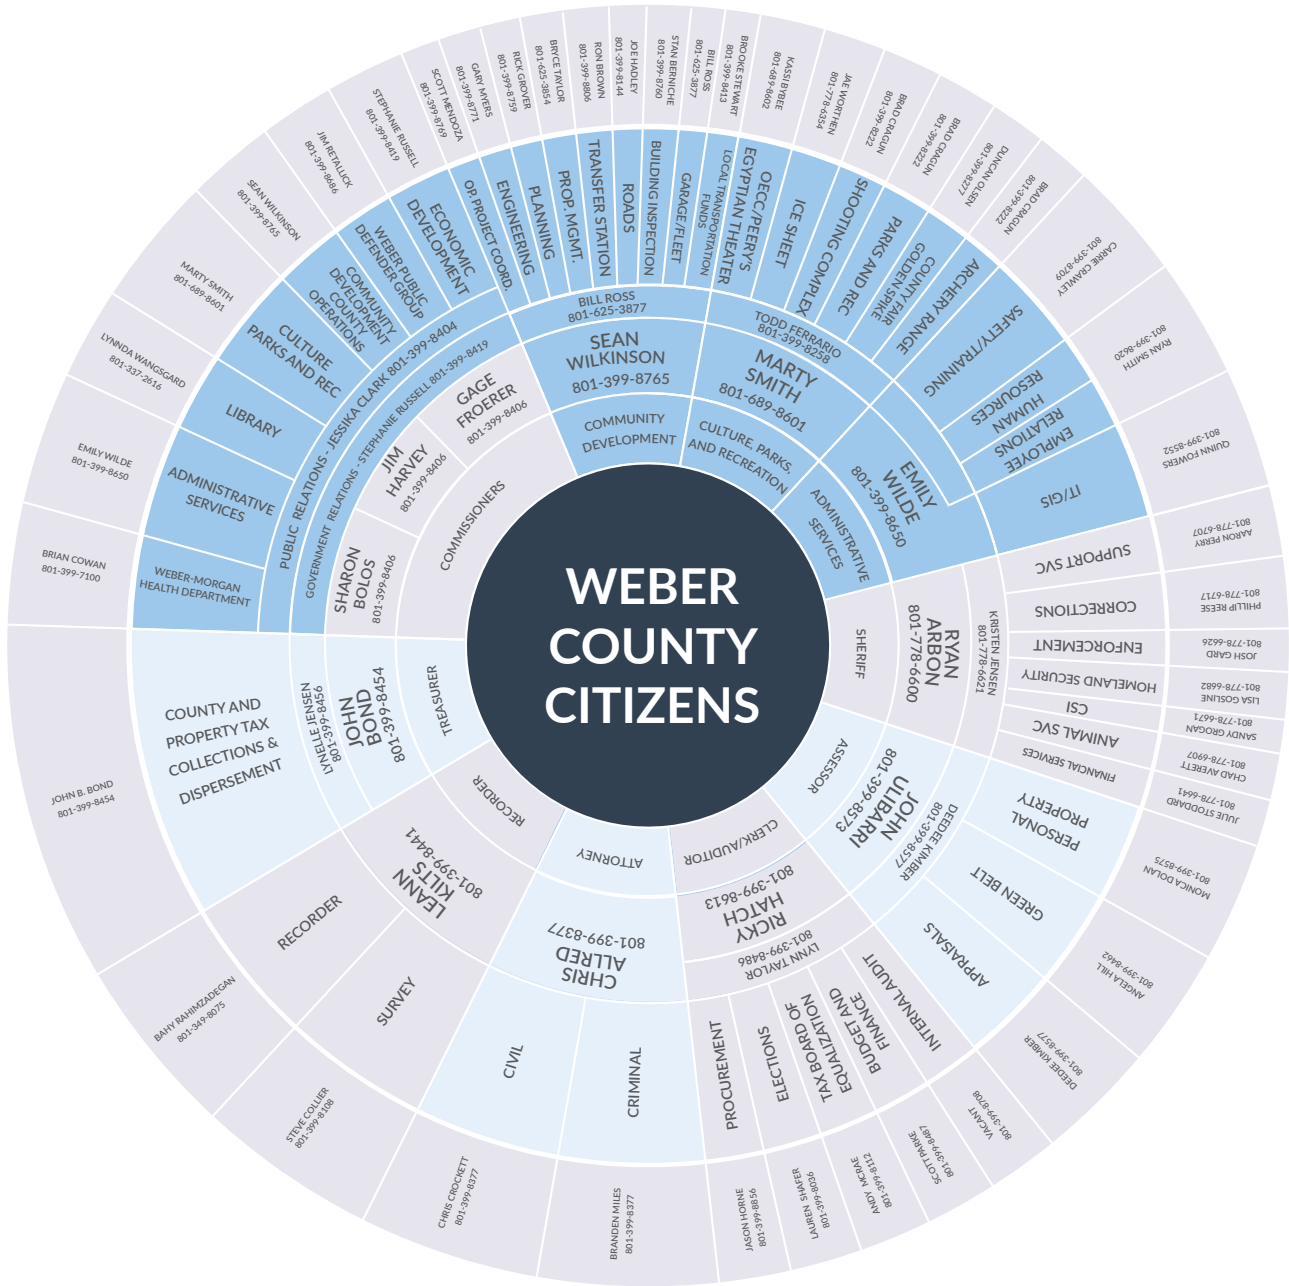 WEBER
COUNTY
CITIZENS
COMMISSIONERS
SHARON
BOLOS
801-399-8406
JIM
HARVEY
801-399-8406
GAGE
FROERER
801-399-8406
GOVERNMENT RELATIONS - STEPHANIE RUSSELL 801-399-8419
PUBLIC RELATIONS - JESSIKA CLARK 801-399-8404
WEBER-MORGAN
HEALTH DEPARTMENT
BRIAN COWAN
801-399-7100
ADMINISTRATIVE
SERVICES
EMILY WILDE
801-399-8650
LIBRARY
LYNNDA WANGSGARD
801-337-2616
CULTURE
PARKS AND REC
MARTY SMITH
801-689-8601
COMMUNITY
DEVELOPMENT
COUNTY
OPERATIONS
SEAN WILKINSON
801-399-8765
WEBER PUBLIC
DEFENDER GROUP
JIM RETALLICK
801-399-8686
ECONOMIC
DEVELOPMENT
STEPHANIE RUSSELL
801-399-8419
COMMUNITY
DEVELOPMENT
SEAN
WILKINSON
801-399-8765
BILL ROSS
801-625-3877
OP. PROJECT COORD.
SCOTT MENDOZA
801-399-8769
ENGINEERING
GARY MYERS
801-399-8771
PLANNING
RICK GROVER
801-399-8759
PROP. MGMT.
BRYCE TAYLOR
801-625-3854
TRANSFER STATION
RON BROWN
801-399-8806
ROADS
JOE HADLEY
801-399-8144
BUILDING INSPECTION
STAN BERNICHE
801-399-8760
GARAGE/FLEET
BILL ROSS
801-625-3877
CULTURE, PARKS,
AND RECREATION
MARTY
SMITH
801-689-8601
TODD FERRARIO
801-399-8258
LOCAL TRANSPORTATION
FUNDS
BROOKE STEWART
801-399-8413
OECC/PEERY'S
EGYPTIAN THEATER
KASSI BYBEE
801-689-8602
ICE SHEET
JAE WORTHEN
801-778-6354
SHOOTING COMPLEX
BRAD CRAGUN
801-399-8222
PARKS AND REC
BRAD CRAGUN
801-399-8222
GOLDEN SPIKE
COUNTY FAIR
DUNCAN OLSEN
801-399-8277
ARCHERY RANGE
BRAD CRAGUN
801-399-8222
ADMINISTRATIVE
SERVICES
EMILY
WILDE
801-399-8650
SAFETY/TRAINING
CARRIE CRAWLEY
801-399-8709
HUMAN
RESOURCES
RYAN SMITH
801-399-8620
EMPLOYEE
RELATIONS
IT/GIS
QUINN FOWERS
801-399-8552
SHERIFF
RYAN
ARBON
801-778-6600
KRISTEN JENSEN
801-778-6621
SUPPORT SVC
AARON PERRY
801-778-6707
CORRECTIONS
PHILLIP REESE
801-778-6717
ENFORCEMENT
JOSH GARD
801-778-6626
HOMELAND SECURITY
LISA GOSLINE
801-778-6682
CSI
SANDY GROGAN
801-778-6671
ANIMAL SVC
CHAD AVERETT
801-778-6907
FINANCIAL SERVICES
JULIE STODDARD
801-778-6641
ASSESSOR
JOHN
ULIBARRI
801-399-8573
DEEDEE KIMBER
801-399-8577
PERSONAL
PROPERTY
MONICA DOLAN
801-399-8575
GREEN BELT
ANGELA HILL
801-399-8462
APPRAISALS
DEEDEE KIMBER
801-399-8577
CLERK/AUDITOR
RICKY
HATCH
801-399-8613
LYNN TAYLOR
801-399-8486
INTERNAL AUDIT
VACANT
801-399-8708
BUDGET AND
FINANCE
SCOTT PARKE
801-399-8487
TAX BOARD OF
EQUALIZATION
ANDY MCRAE
801-399-8112
ELECTIONS
LAUREN SHAFER
801-399-8036
PROCUREMENT
JASON HORNE
801-399-8856
ATTORNEY
CHRIS
ALLRED
801-399-8377
CRIMINAL
BRANDEN MILES
801-399-8377
CIVIL
CHRIS CROCKETT
801-399-8377
RECORDER
LEANN
KILTS
801-399-8441
SURVEY
STEVE COLLIER
801-399-8108
RECORDER
BAHY RAHIMZADEGAN
801-349-8075
TREASURER
JOHN
BOND
801-399-8454
LYNELLE JENSEN
801-399-8456
COUNTY AND
PROPERTY TAX
COLLECTIONS &
DISPERSEMENT
JOHN B. BOND
801-399-8454